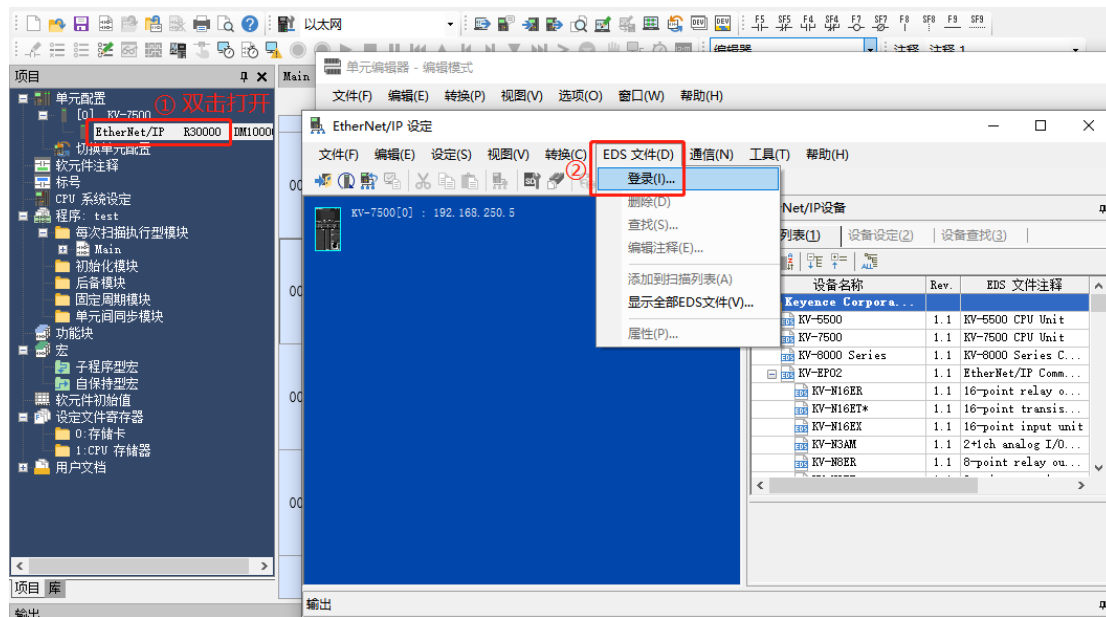 以太网
F5 SF5 F4 SF4 F7 SF7 F8 SF8 F9 SF9
编辑器
注释 注释 1
项目
Main
单元编辑器 - 编辑模式
文件(F) 编辑(E) 转换(P) 视图(V) 选项(O) 窗口(W) 帮助(H)
单元配置
① 双击打开
[0] KV-7500
EtherNet/IP R30000 DM1000
切换单元配置
软元件注释
标号
CPU 系统设定
程序: test
每次扫描执行型模块
Main
初始化模块
后备模块
固定周期模块
单元间同步模块
功能块
宏
子程序型宏
自保持型宏
软元件初始值
设定文件寄存器
0:存储卡
1:CPU 存储器
用户文档
项目 库
输出
EtherNet/IP 设定
文件(F) 编辑(E) 设定(S) 视图(V) 转换(C) EDS 文件(D) 通信(N) 工具(T) 帮助(H)
②
登录(I)...
删除(D)
查找(S)...
编辑注释(E)...
添加到扫描列表(A)
显示全部EDS文件(V)...
属性(P)...
KV-7500[0] : 192.168.250.5
Net/IP设备
列表(1) 设备设定(2) 设备查找(3)
设备名称 Rev. EDS 文件注释
Keyence Corpora...
KV-5500 1.1 KV-5500 CPU Unit
KV-7500 1.1 KV-7500 CPU Unit
KV-8000 Series 1.1 KV-8000 Series C...
KV-EP02 1.1 EtherNet/IP Comm...
KV-N16ER 1.1 16-point relay o...
KV-N16ET* 1.1 16-point transis...
KV-N16EX 1.1 16-point input unit
KV-N3AM 1.1 2+1ch analog I/O...
KV-N8ER 1.1 8-point relay ou...
输出